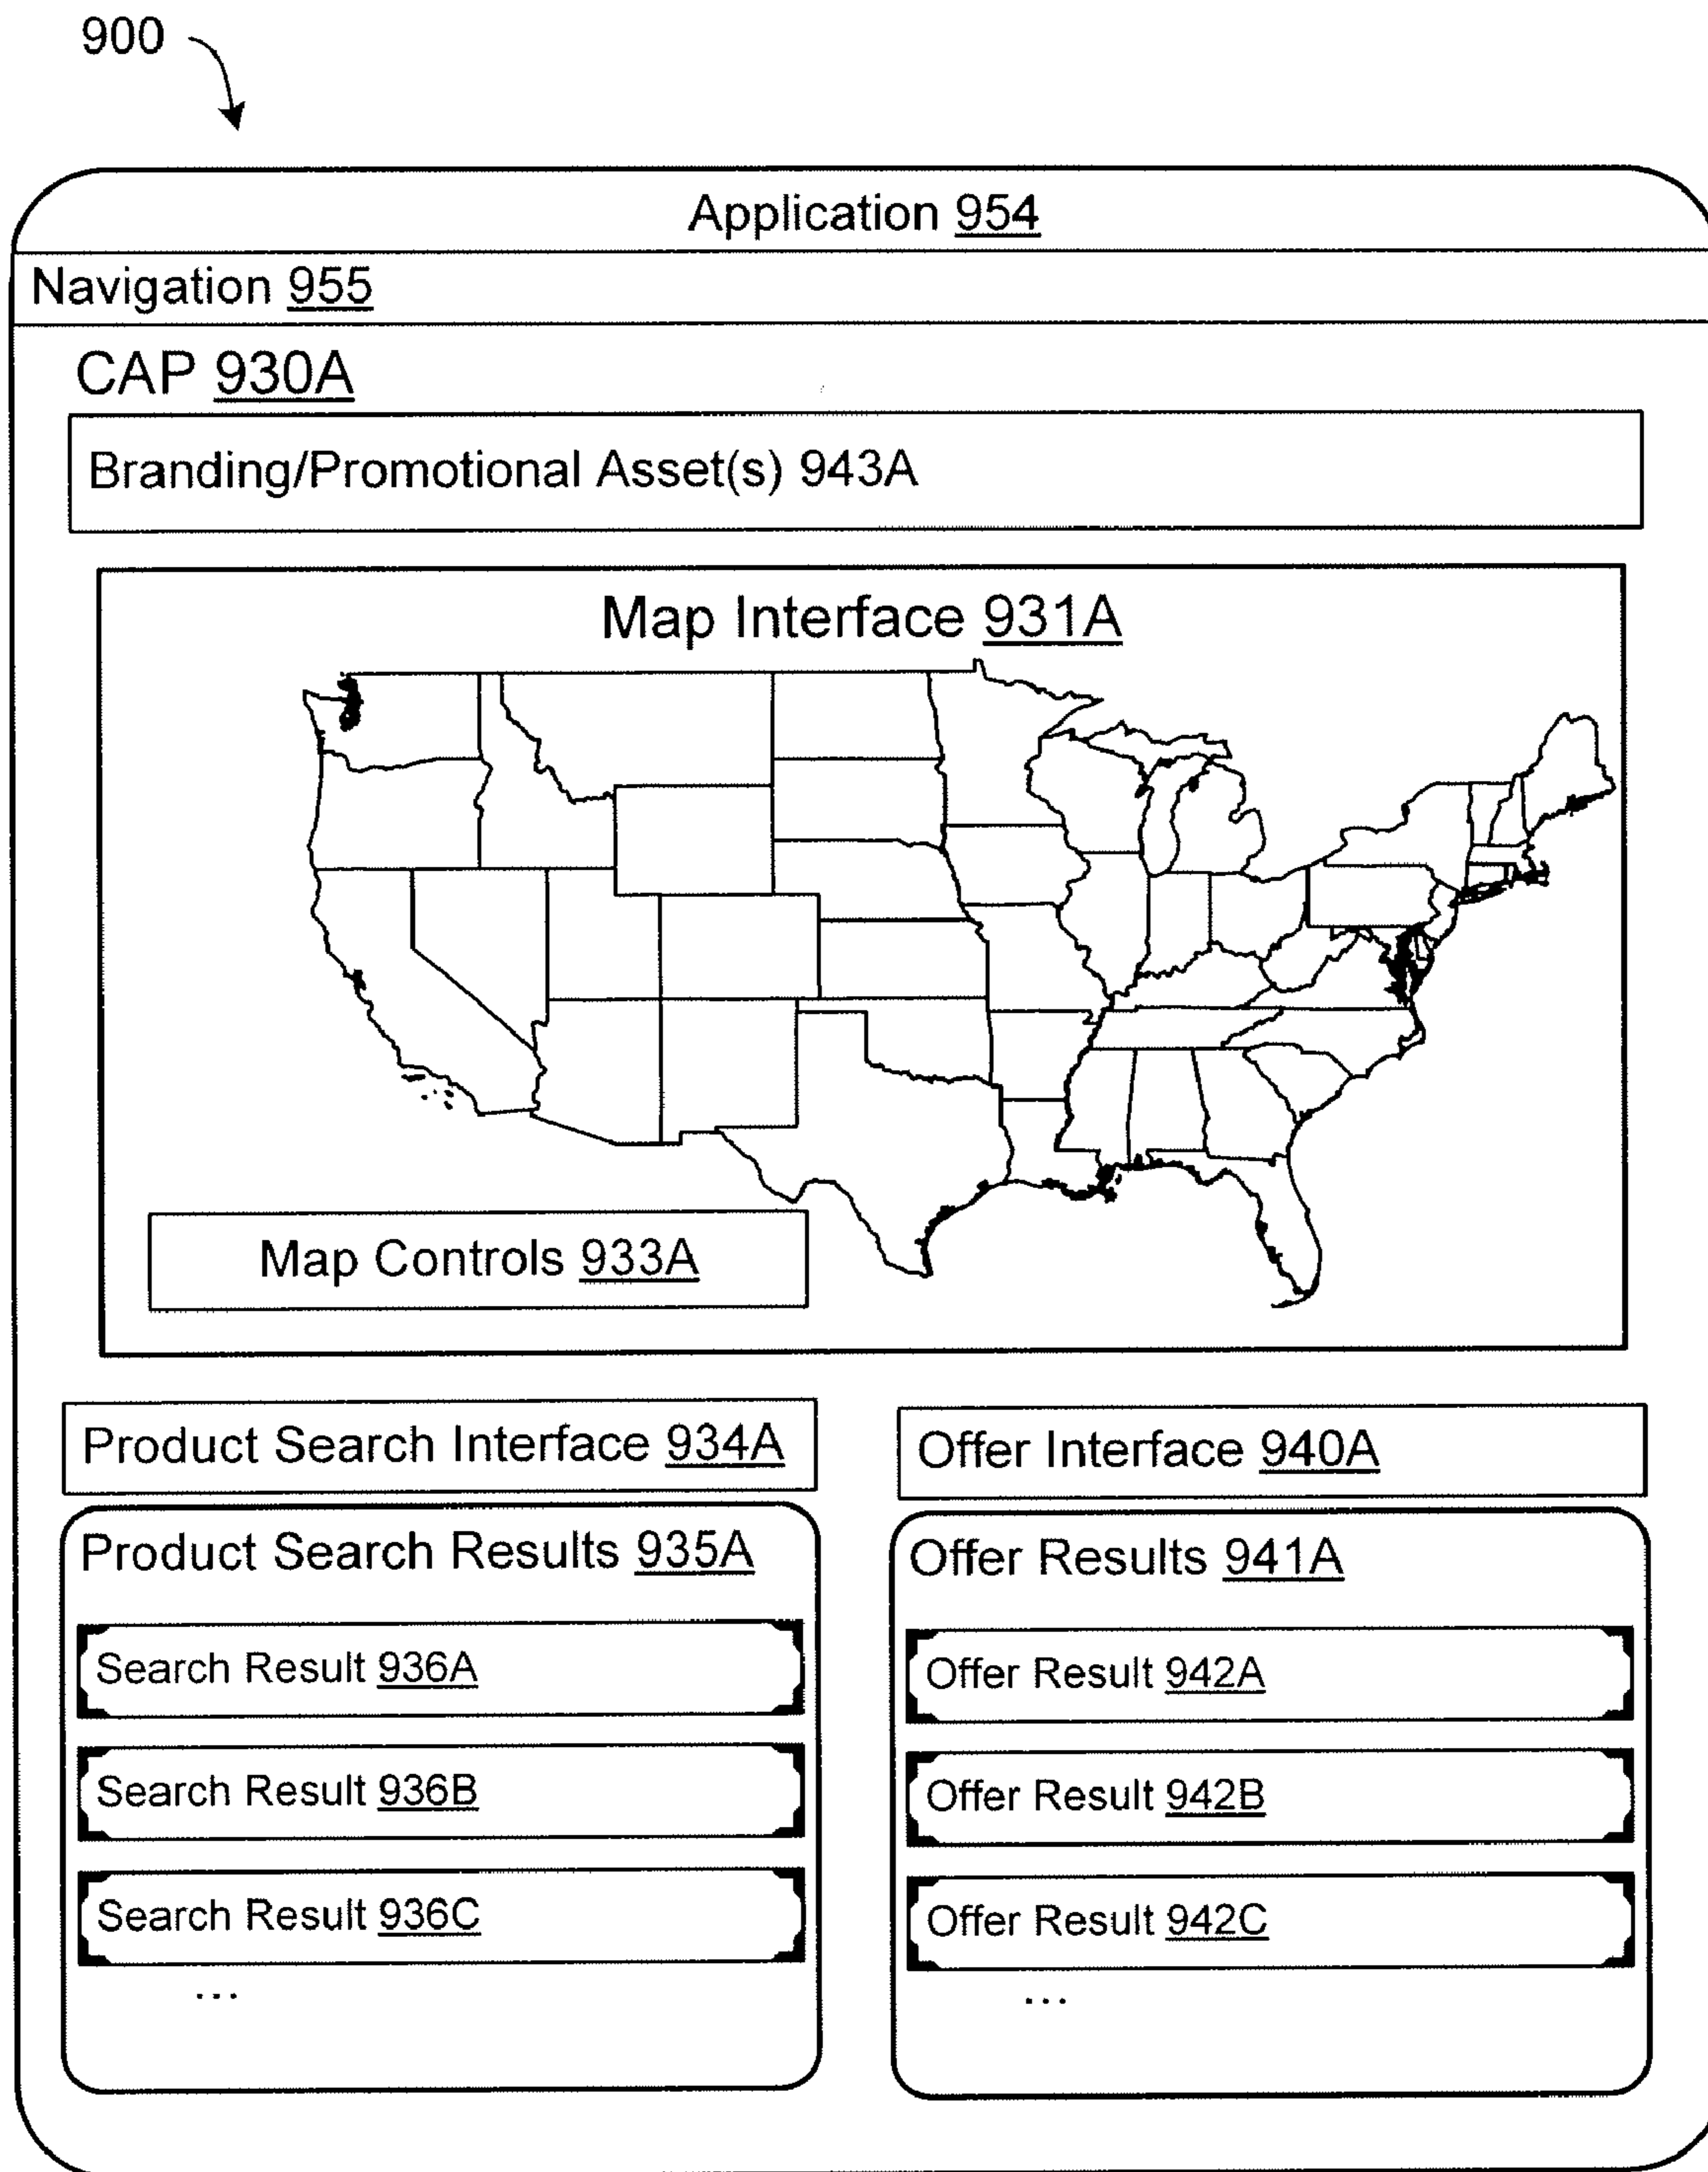 900
Application 954
Navigation 955
CAP 930A
Branding/Promotional Asset(s) 943A
Map Interface 931A
Map Controls 933A
Product Search Interface 934A
Product Search Results 935A
Search Result 936A
Search Result 936B
Search Result 936C
...
Offer Interface 940A
Offer Results 941A
Offer Result 942A
Offer Result 942B
Offer Result 942C
...